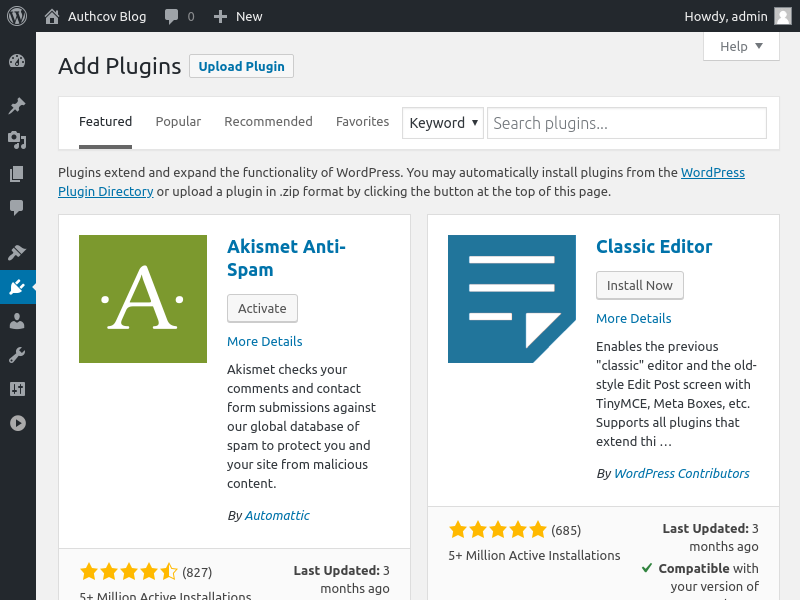 Authcov Blog 0 New Howdy, admin
Help ▼
Add Plugins Upload Plugin
Featured Popular Recommended Favorites Keyword ▾ Search plugins...
Plugins extend and expand the functionality of WordPress. You may automatically install plugins from the WordPress
Plugin Directory or upload a plugin in .zip format by clicking the button at the top of this page.
·A·
Akismet Anti-
Spam
Activate
More Details
Akismet checks your
comments and contact
form submissions against
our global database of
spam to protect you and
your site from malicious
content.
By Automattic
(827)
5+ Million Active Installations
Last Updated: 3
months ago
Classic Editor
Install Now
More Details
Enables the previous
"classic" editor and the old-
style Edit Post screen with
TinyMCE, Meta Boxes, etc.
Supports all plugins that
extend thi …
By WordPress Contributors
(685)
5+ Million Active Installations
Last Updated: 3
months ago
Compatible with
your version of